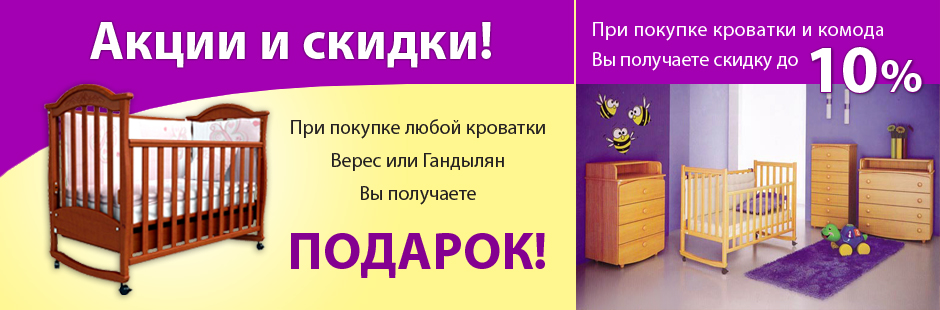 Акции и скидки!
При покупке любой кроватки
Верес или Гандылян
Вы получаете
ПОДАРОК!
При покупке кроватки и комода
Вы получаете скидку до 10%